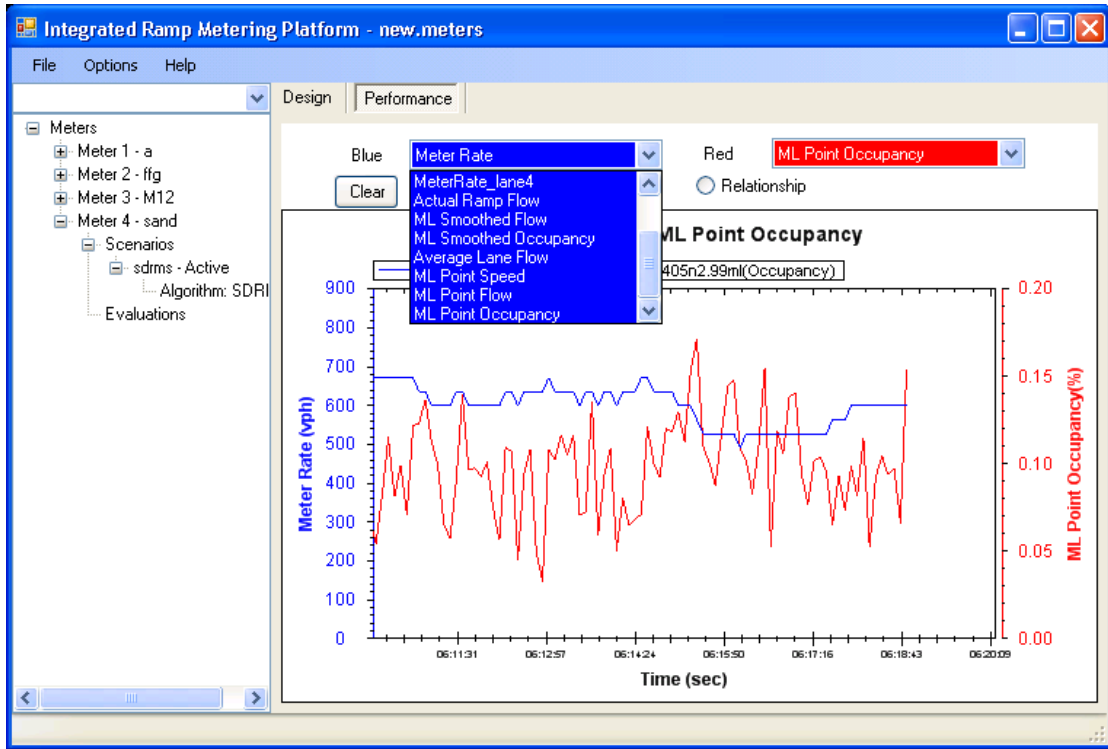 Integrated Ramp Metering Platform - new.meters
File Options Help
Design Performance
Meters
Meter 1 - a
Meter 2 - ffg
Meter 3 - M12
Meter 4 - sand
Scenarios
sdrms - Active
Algorithm: SDRI
Evaluations
Blue Meter Rate
Red ML Point Occupancy
Clear
Relationship
MeterRate_lane4
Actual Ramp Flow
ML Smoothed Flow
ML Smoothed Occupancy
Average Lane Flow
ML Point Speed
ML Point Flow
ML Point Occupancy
ML Point Occupancy
405n2.99ml(Occupancy)
900
800
700
600
500
400
300
200
100
0
Meter Rate (vph)
0.20
0.15
0.10
0.05
0.00
ML Point Occupancy(%)
06:11:31 06:12:57 06:14:24 06:15:50 06:17:16 06:18:43 06:20:09
Time (sec)